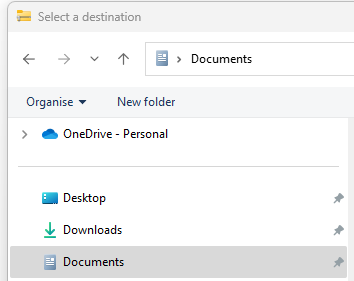 Select a destination
Documents
Organise New folder
OneDrive - Personal
Desktop
Downloads
Documents